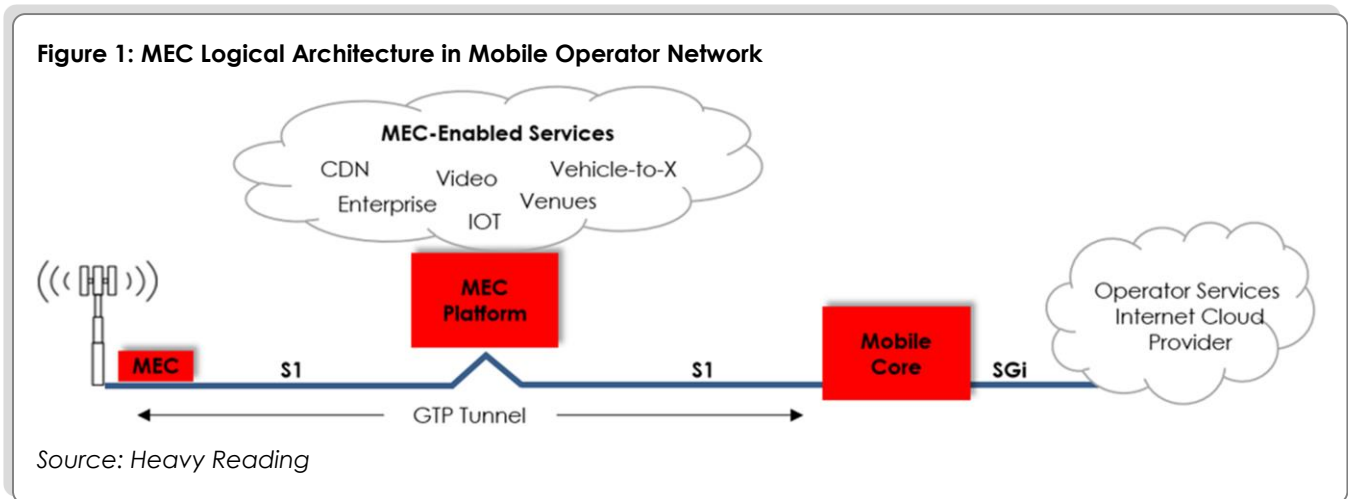 Figure 1: MEC Logical Architecture in Mobile Operator Network
MEC-Enabled Services
CDN Video Vehicle-to-X
Enterprise IOT Venues
MEC
Platform
MEC
S1
S1
Mobile
Core
SGi
Operator Services
Internet Cloud
Provider
GTP Tunnel
Source: Heavy Reading